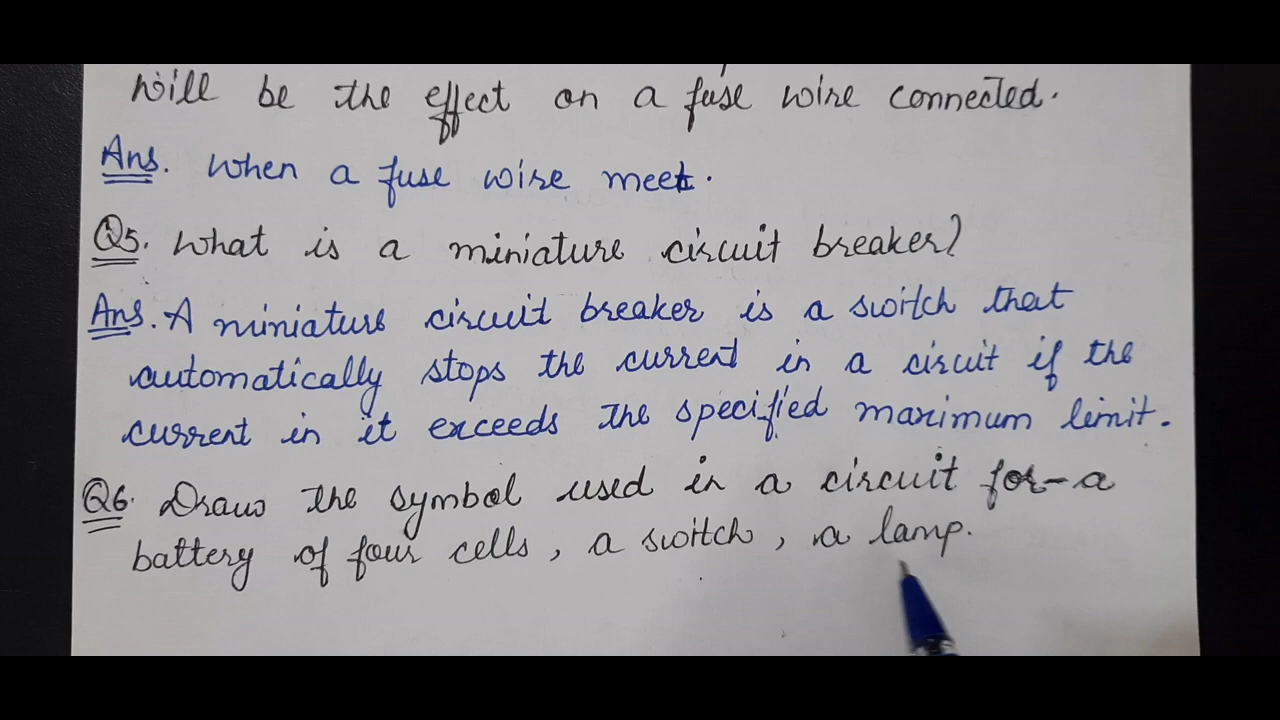 will be the effect on a fuse wire connected.
Ans. When a fuse wire meet.
Q5. What is a miniature circuit breaker?
Ans. A miniature circuit breaker is a switch that
automatically stops the current in a circuit if the
current in it exceeds the specified maximum limit.
Q6. Draw the symbol used in a circuit for - a
battery of four cells, a switch, a lamp.